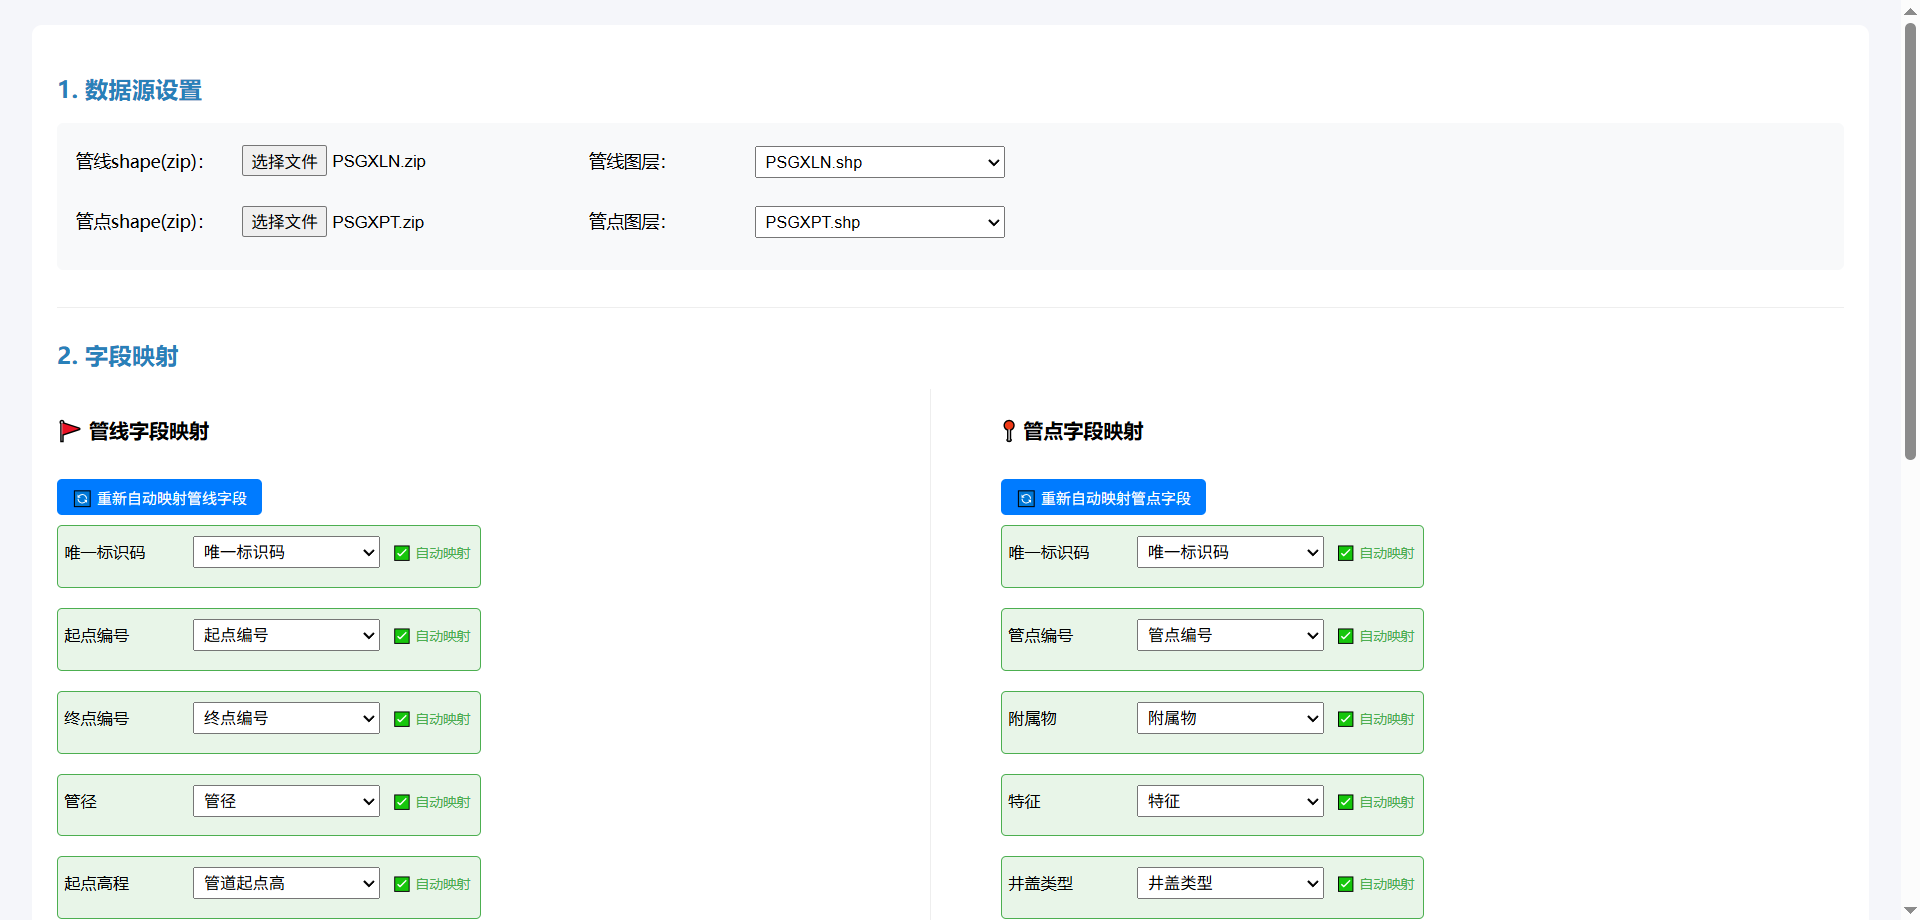 1. 数据源设置
管线shape(zip)：
选择文件 PSGXLN.zip
管线图层：
PSGXLN.shp
管点shape(zip)：
选择文件 PSGXPT.zip
管点图层：
PSGXPT.shp
2. 字段映射
管线字段映射
重新自动映射管线字段
唯一标识码 唯一标识码 自动映射
起点编号 起点编号 自动映射
终点编号 终点编号 自动映射
管径 管径 自动映射
起点高程 管道起点高 自动映射
管点字段映射
重新自动映射管点字段
唯一标识码 唯一标识码 自动映射
管点编号 管点编号 自动映射
附属物 附属物 自动映射
特征 特征 自动映射
井盖类型 井盖类型 自动映射